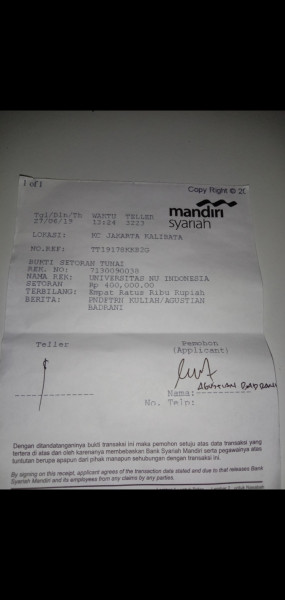 1 of 1
Copy Right © 20
mandiri
syariah
Tgl/Bln/Th WAKTU TELLER
27/06/19 13:24 3223
LOKASI: KC JAKARTA KALIBATA
NO.REF: TT19178KKR2G
BUKTI SETORAN TUNAI
REK. NO: 7130090038
NAMA REK: UNIVERSITAS NU INDONESIA
SETORAN Rp 400,000.00
TERBILANG: Empat Ratus Ribu Rupiah
BERITA: PNDFTRN KULIAH/AGUSTIAN
BADRANI
Teller Pemohon
(Applicant)
AGUSTIAN BADRANI
Nama:
No. Telp:
Dengan ditandatanganinya bukti transaksi ini maka pemohon setuju atas data transaksi yang
tertera di atas dan oleh karenanya membebaskan Bank Syariah Mandiri serta pegawainya atas
tuntutan berupa apapun dari pihak manapun sehubungan dengan transaksi ini.
By signing on this receipt, applicant agrees of the transaction data stated and due to that releases Bank
Syariah Mandiri and its employees from any claims by any parties.